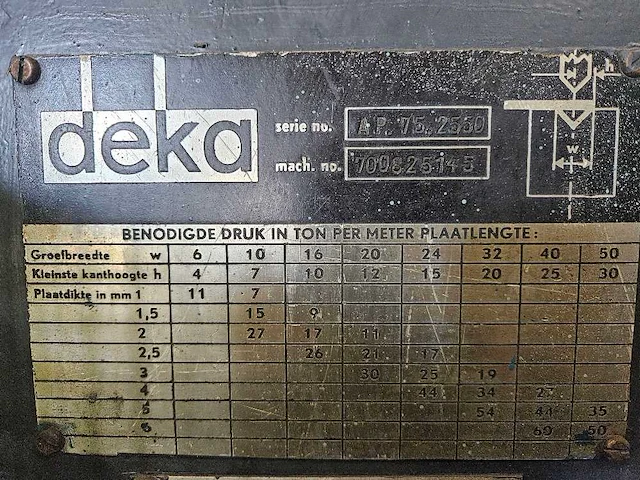 deka
serie no. A.P. 75.2550
mach. no. 700825145
h
w
BENODIGDE DRUK IN TON PER METER PLAATLENGTE:
Groefbreedte w 6 10 16 20 24 32 40 50
Kleinste kanthoogte h 4 7 10 12 15 20 25 30
Plaatdikte in mm 1 11 7
1,5 15 9
2 27 17 11
2,5 26 21 17
3 30 25 19
4 44 34 27
5 54 44 35
6 60 50